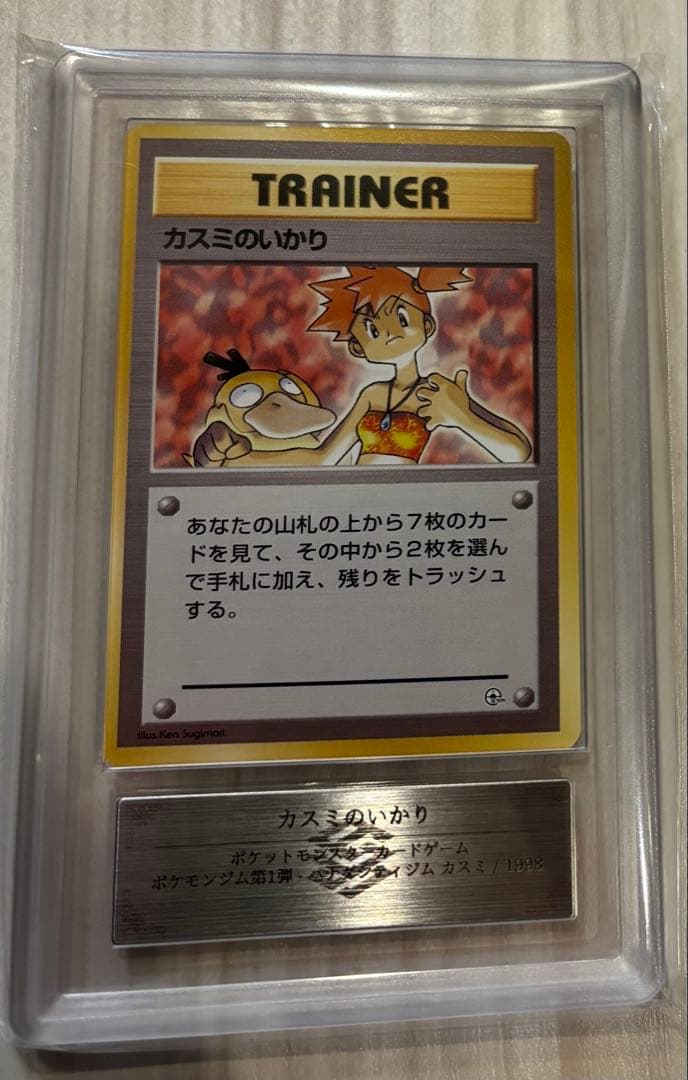 TRAINER
カスミのいかり
あなたの山札の上から7枚のカー
ドを見て、その中から2枚を選ん
で手札に加え、残りをトラッシュ
する。
GYM
Illus. Ken Sugimori
カスミのいかり
ポケットモンスターカードゲーム
ポケモンジム第1弾・ハナダシティジム カスミ / 1998